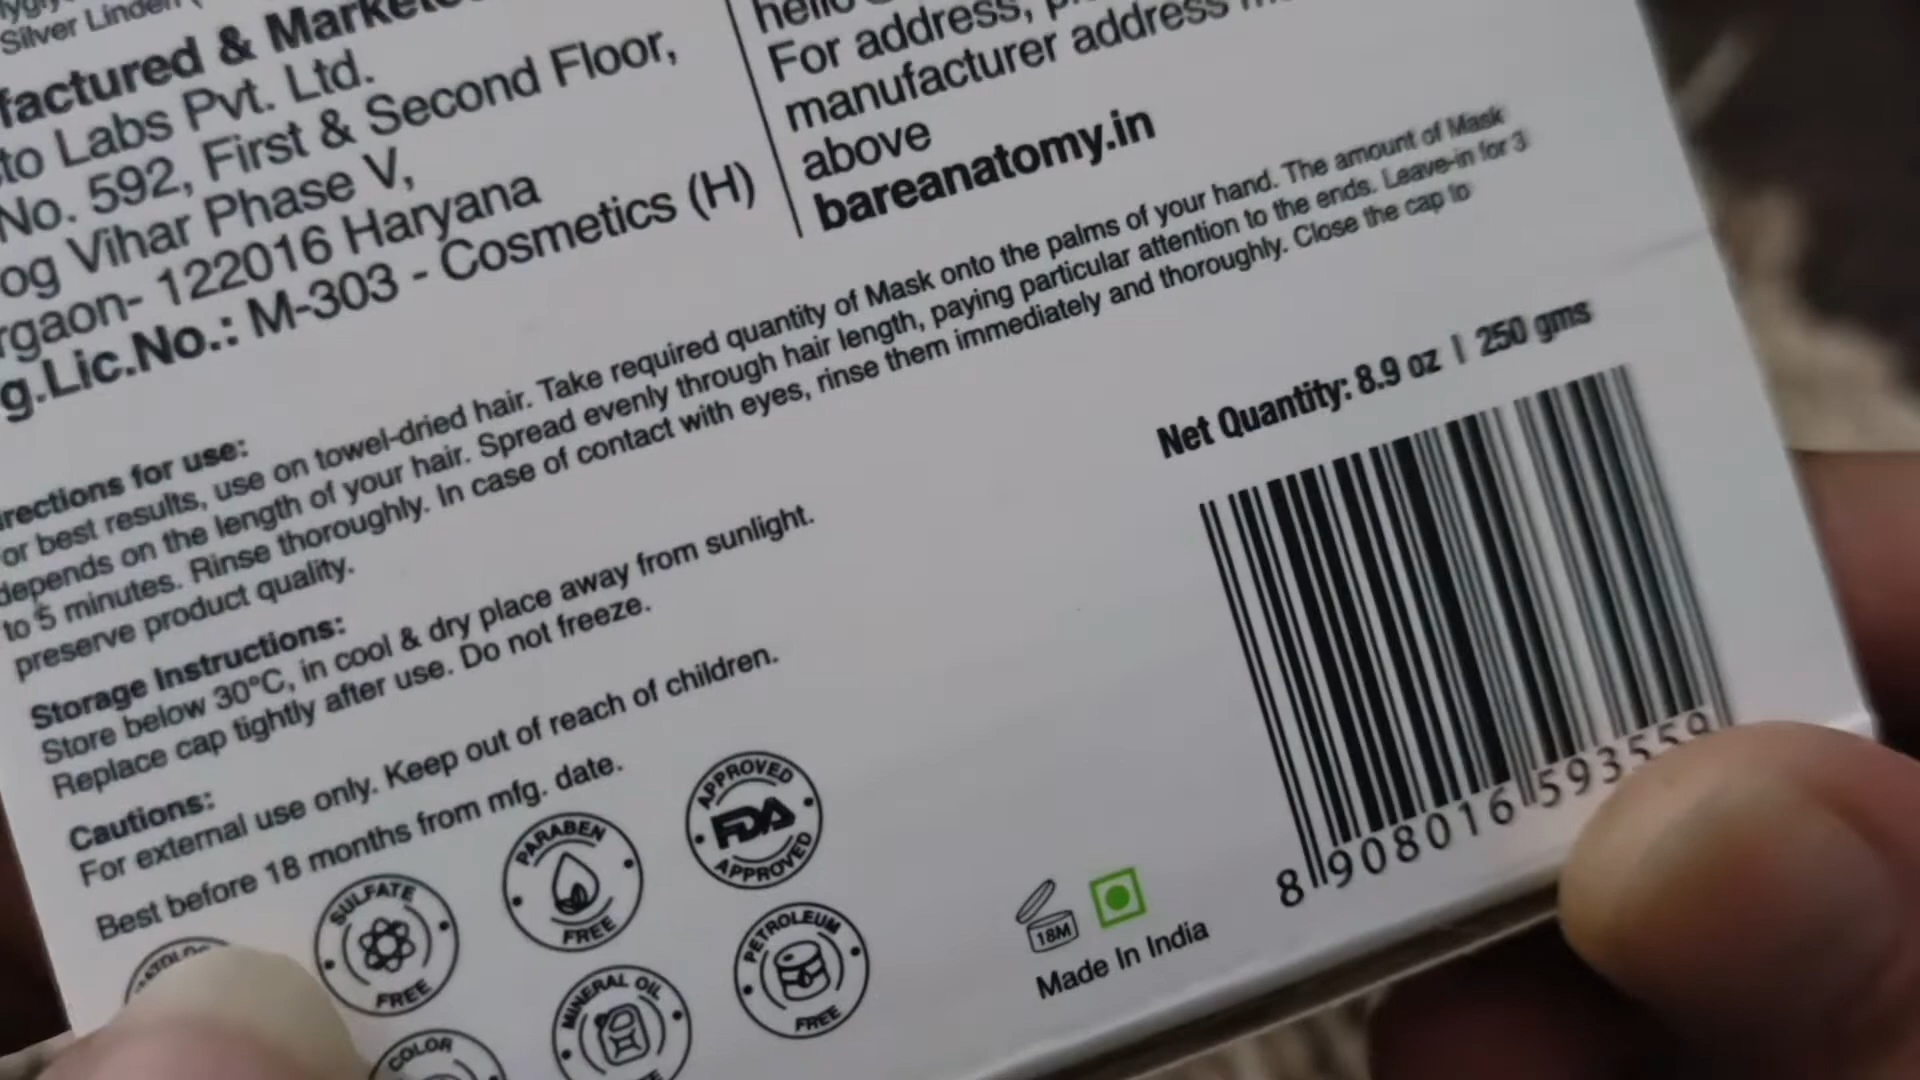 Silver Linden
factured & Marketed
to Labs Pvt. Ltd.
No. 592, First & Second Floor,
og Vihar Phase V,
rgaon- 122016 Haryana
g.Lic.No.: M-303 - Cosmetics (H)
For address,
manufacturer address
above
bareanatomy.in
irections for use:
or best results, use on towel-dried hair. Take required quantity of Mask onto the palms of your hand. The amount of Mask
depends on the length of your hair. Spread evenly through hair length, paying particular attention to the ends. Leave-in for 3
to 5 minutes. Rinse thoroughly. In case of contact with eyes, rinse them immediately and thoroughly. Close the cap to
preserve product quality.
Storage Instructions:
Store below 30°C, in cool & dry place away from sunlight.
Replace cap tightly after use. Do not freeze.
Cautions:
For external use only. Keep out of reach of children.
Best before 18 months from mfg. date.
Net Quantity: 8.9 oz | 250 gms
8 908016 593559
SULFATE FREE
PARABEN FREE
APPROVED FDA APPROVED
COLOR
MINERAL OIL
PETROLEUM FREE
18M
Made In India